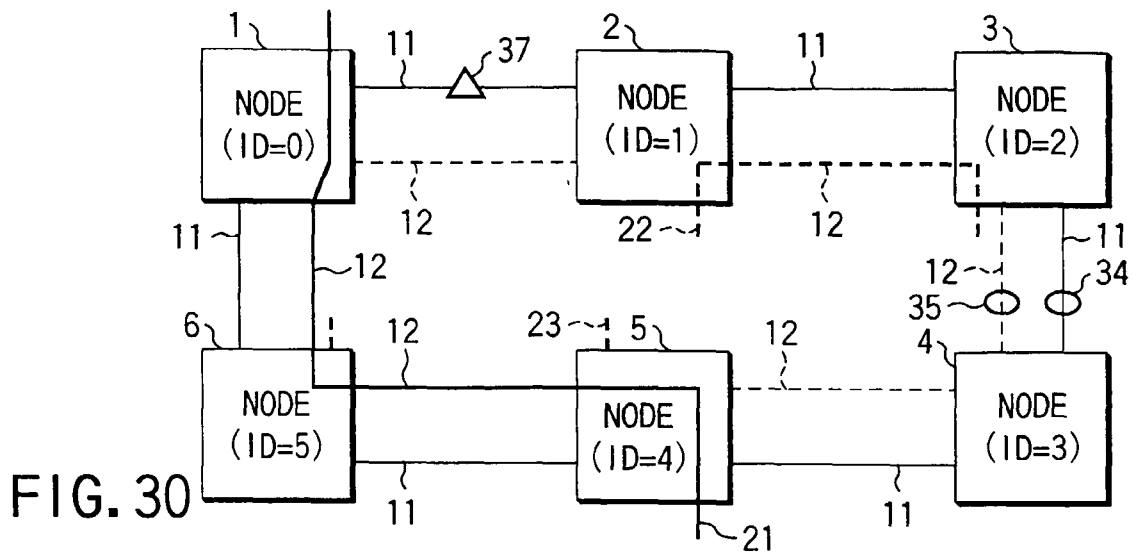 1
11
37
2
11
3
NODE
(ID=0)
NODE
(ID=1)
NODE
(ID=2)
12
22
12
11
12
12
11
35
34
6
12
23
5
12
4
NODE
(ID=5)
NODE
(ID=4)
NODE
(ID=3)
11
21
11
FIG. 30